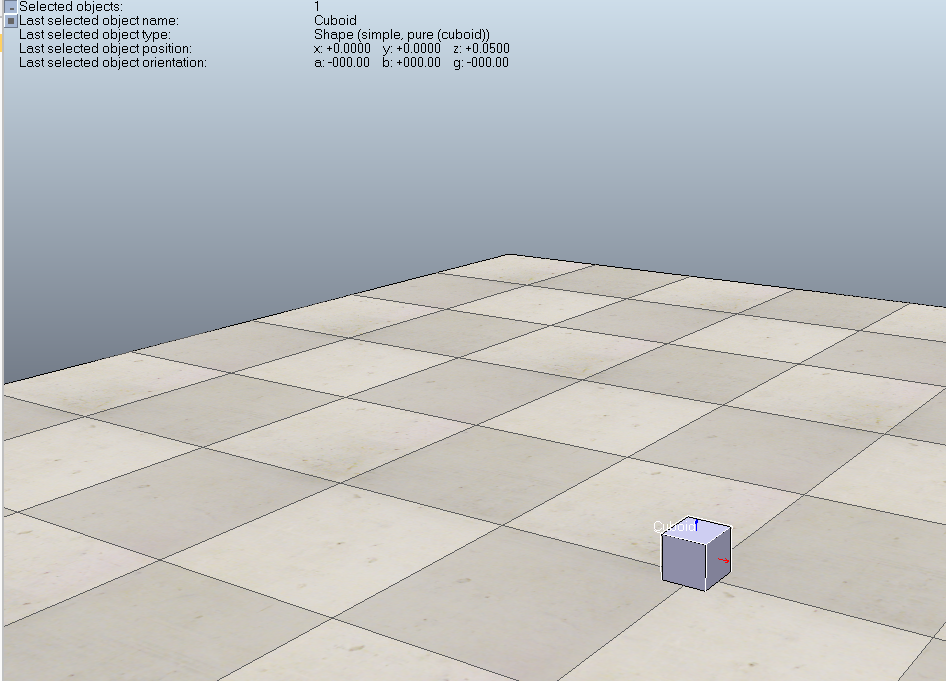 Selected objects: 1
Last selected object name: Cuboid
Last selected object type: Shape (simple, pure (cuboid))
Last selected object position: x: +0.0000 y: +0.0000 z: +0.0500
Last selected object orientation: a: -000.00 b: +000.00 g: -000.00
Cuboid